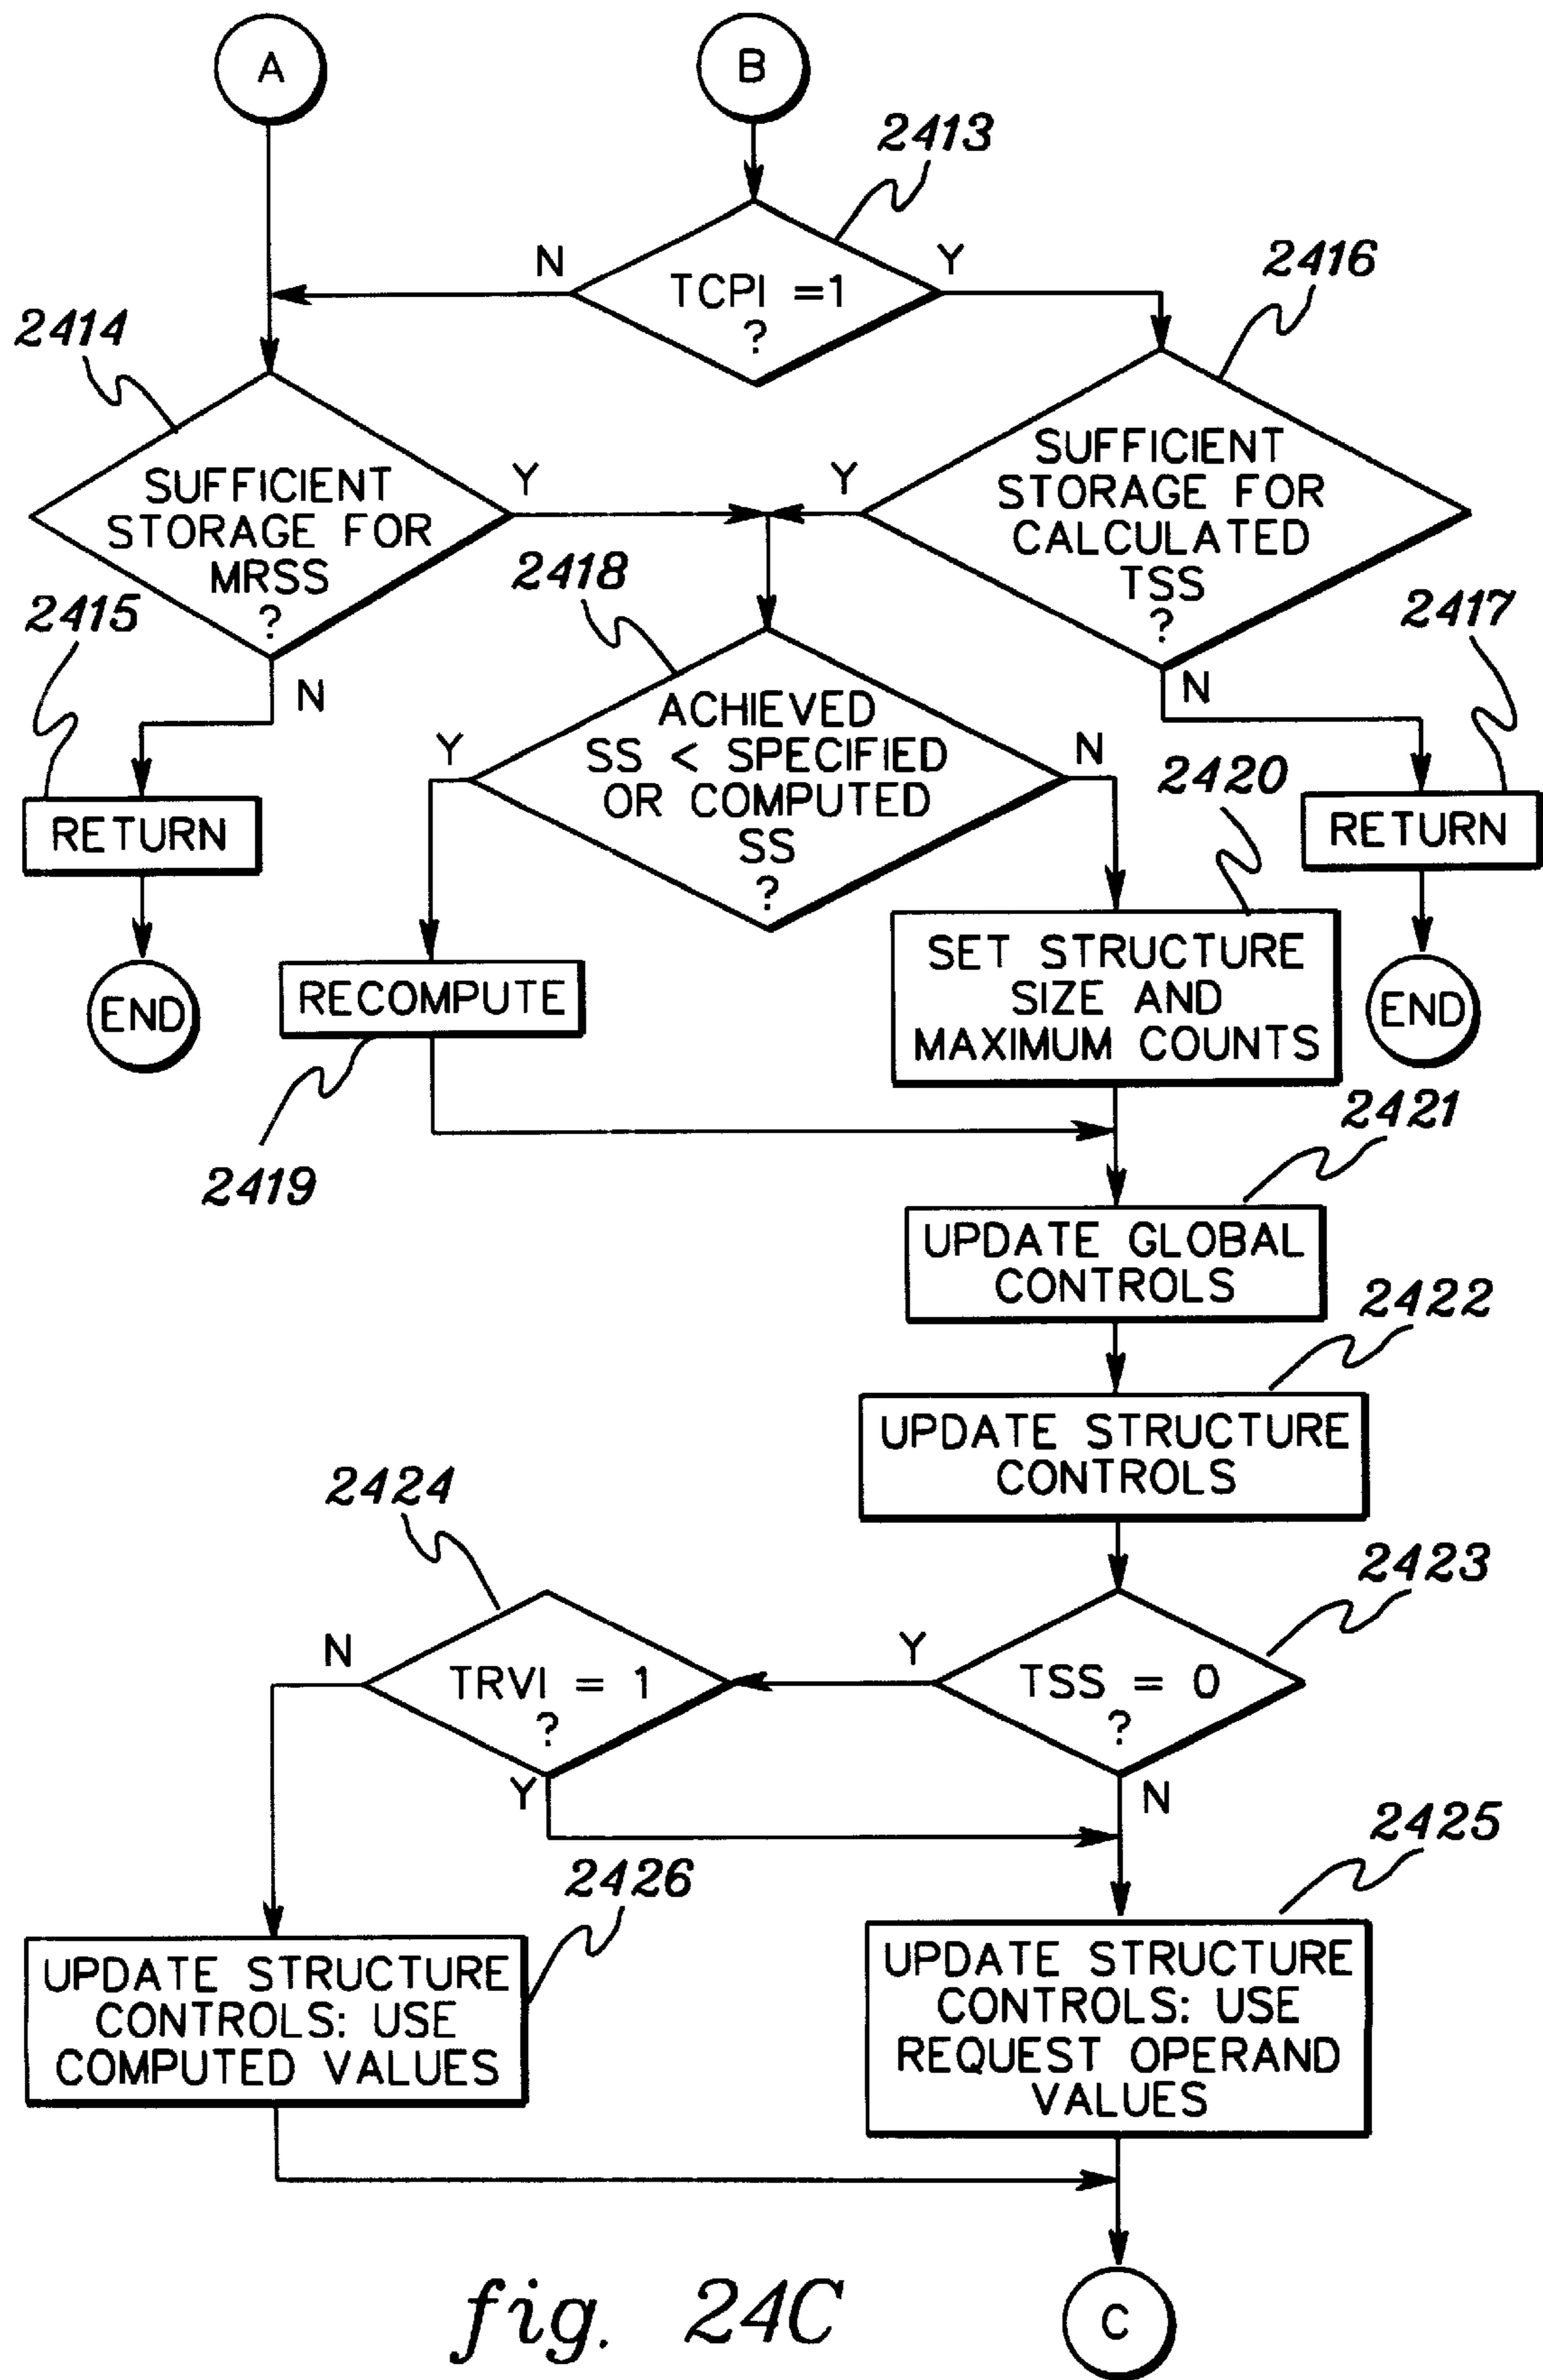 A
B
2413
N
TCPI =1
?
Y
2416
2414
SUFFICIENT
STORAGE FOR
MRSS
?
Y
N
SUFFICIENT
STORAGE FOR
CALCULATED
TSS
?
Y
N
2418
2415
2417
ACHIEVED
SS < SPECIFIED
OR COMPUTED
SS
?
Y
N
2420
RETURN
RETURN
END
END
RECOMPUTE
2419
SET STRUCTURE
SIZE AND
MAXIMUM COUNTS
2421
UPDATE GLOBAL
CONTROLS
2422
UPDATE STRUCTURE
CONTROLS
2424
2423
N
TRVI = 1
?
Y
Y
TSS = 0
?
N
2426
2425
UPDATE STRUCTURE
CONTROLS: USE
COMPUTED VALUES
UPDATE STRUCTURE
CONTROLS: USE
REQUEST OPERAND
VALUES
C
fig. 24C